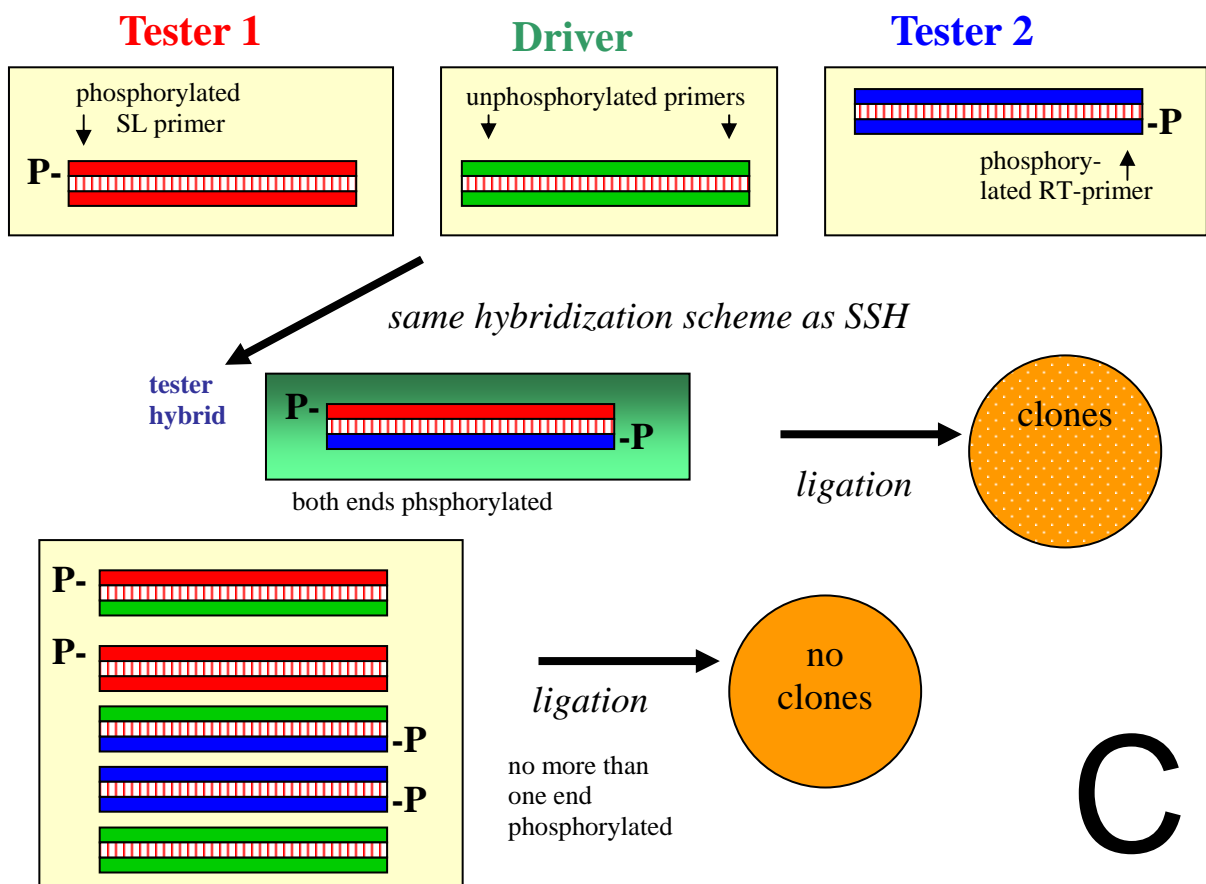 Tester 1
Driver
Tester 2
phosphorylated
SL primer
P-
unphosphorylated primers
-P
phosphory-
lated RT-primer
same hybridization scheme as SSH
tester
hybrid
P-
-P
both ends phsphorylated
ligation
clones
P-
P-
-P
-P
ligation
no more than
one end
phosphorylated
no
clones
C